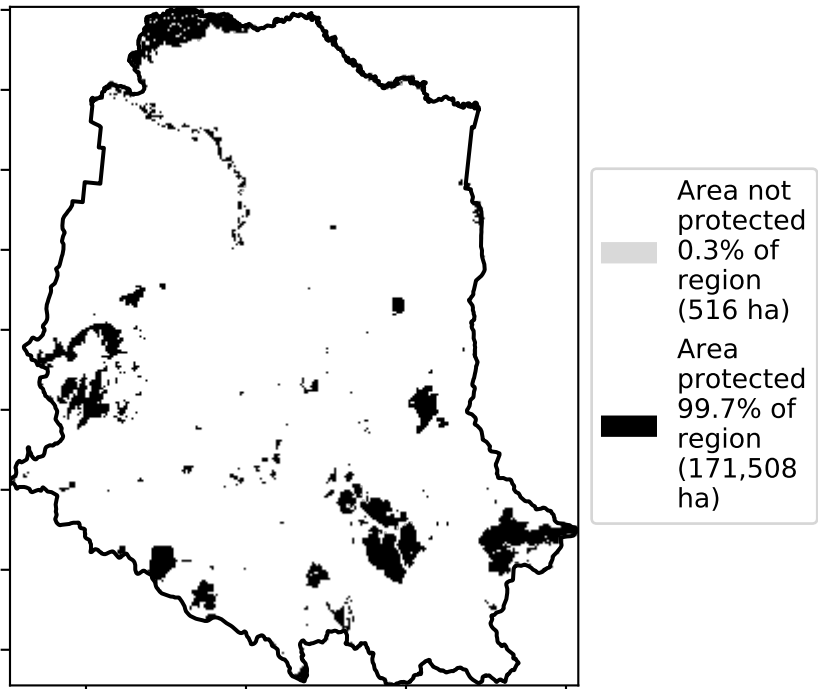 Area not
protected
0.3% of
region
(516 ha)
Area
protected
99.7% of
region
(171,508
ha)